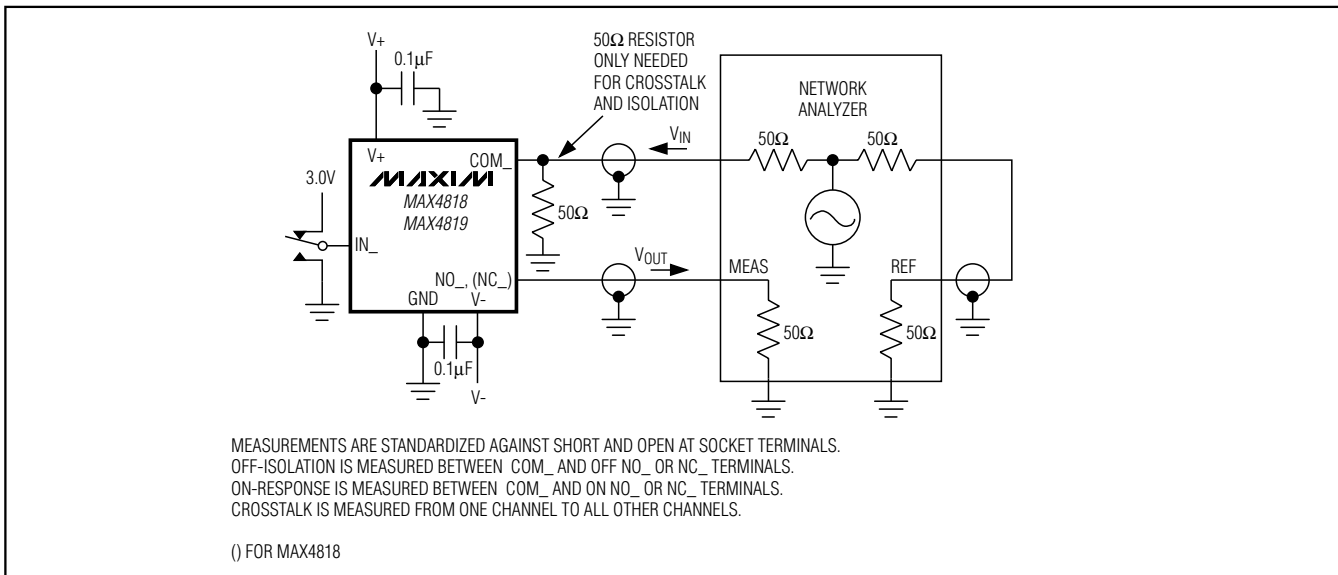 V+
0.1µF
50Ω RESISTOR
ONLY NEEDED
FOR CROSSTALK
AND ISOLATION
NETWORK
ANALYZER
50Ω
50Ω
VIN
V+
COM_
MAXIM
MAX4818
MAX4819
3.0V
IN_
50Ω
NO_, (NC_)
GND
V-
VOUT
MEAS
REF
50Ω
50Ω
0.1µF
V-
MEASUREMENTS ARE STANDARDIZED AGAINST SHORT AND OPEN AT SOCKET TERMINALS.
OFF-ISOLATION IS MEASURED BETWEEN COM_ AND OFF NO_ OR NC_ TERMINALS.
ON-RESPONSE IS MEASURED BETWEEN COM_ AND ON NO_ OR NC_ TERMINALS.
CROSSTALK IS MEASURED FROM ONE CHANNEL TO ALL OTHER CHANNELS.
() FOR MAX4818